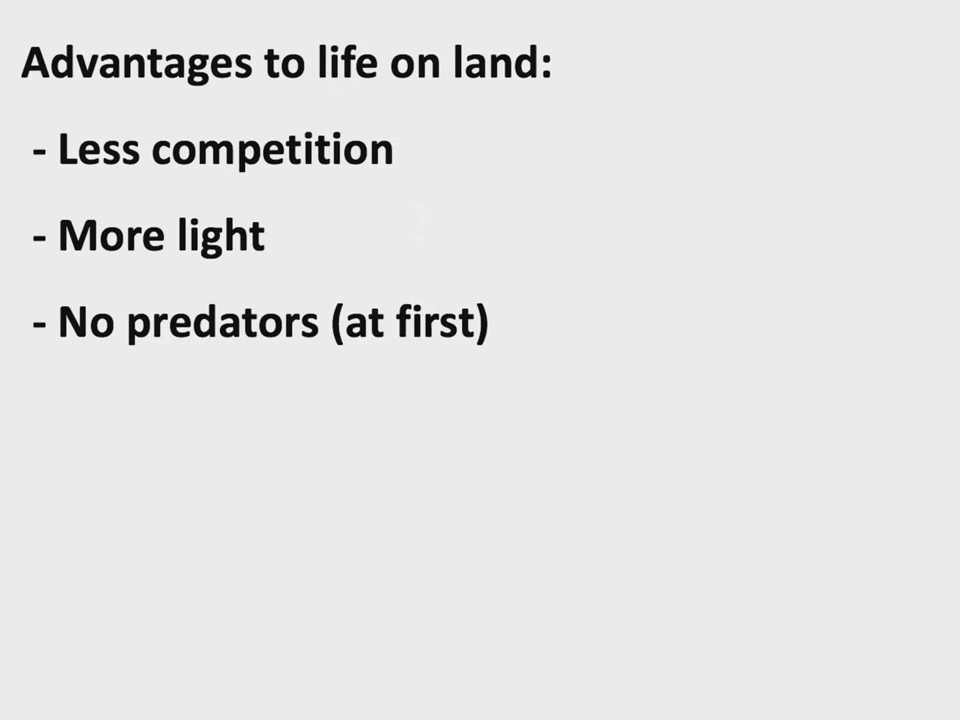 Advantages to life on land:
- Less competition
- More light
- No predators (at first)